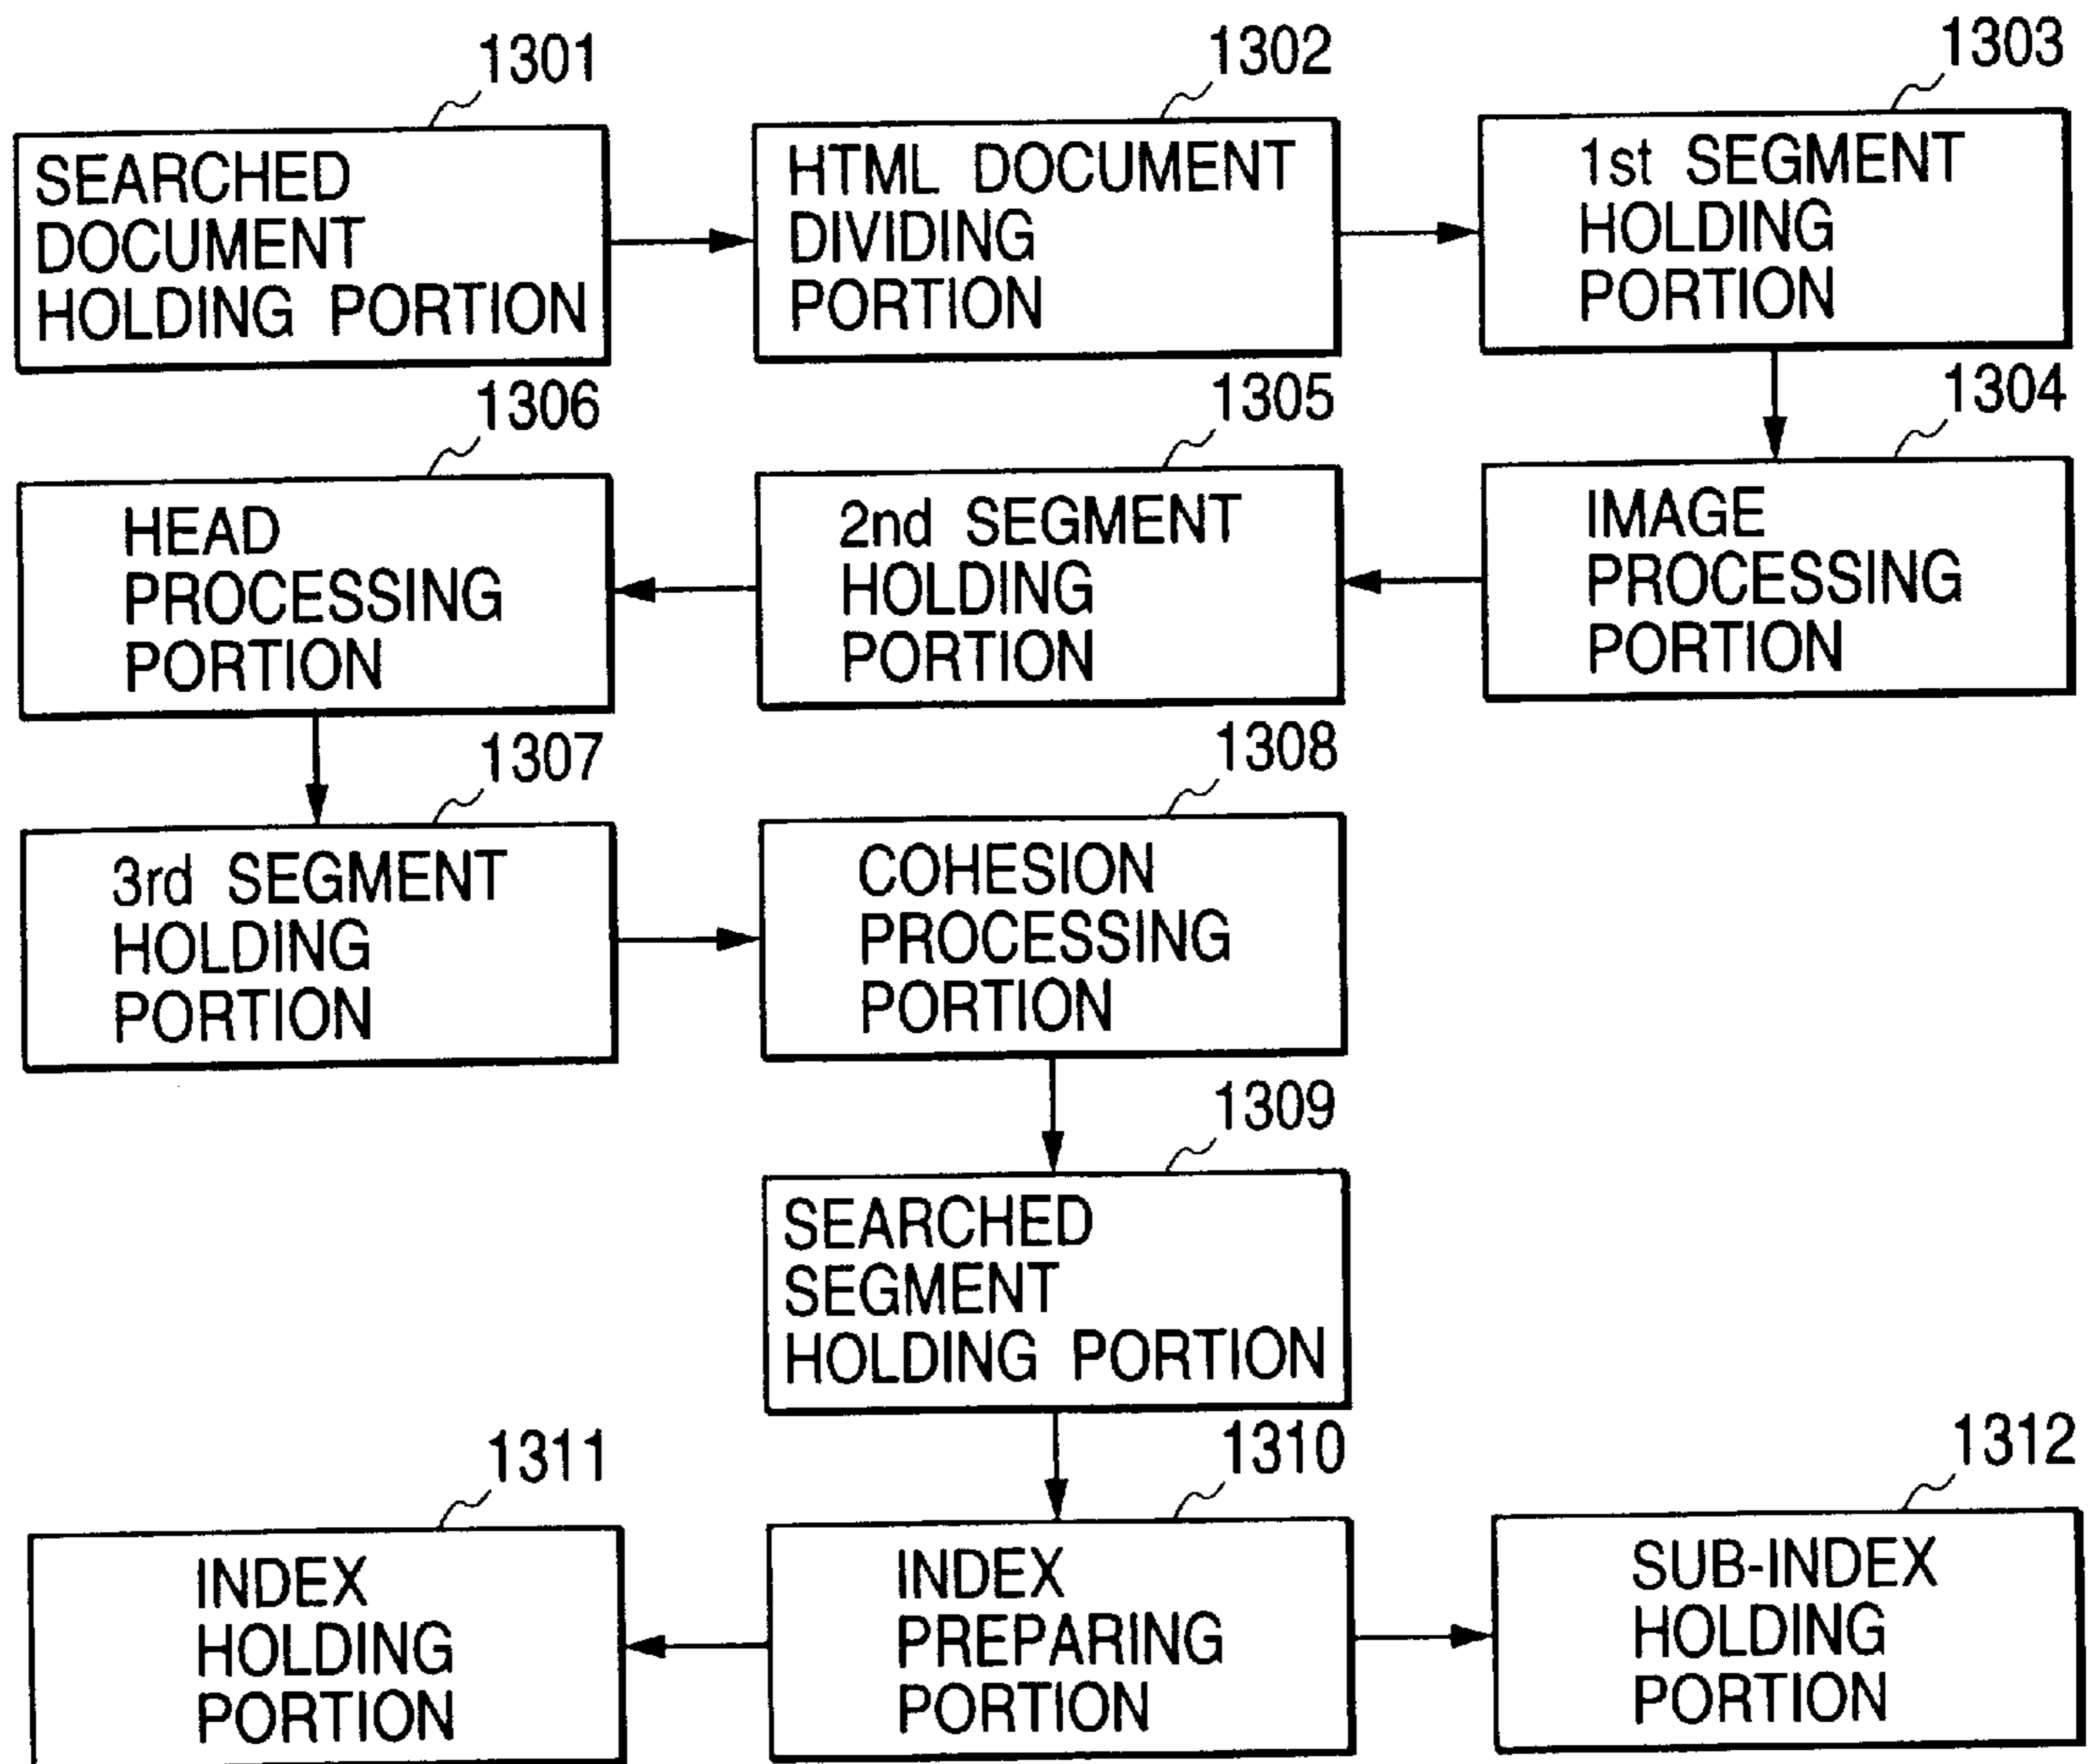 1301
SEARCHED
DOCUMENT
HOLDING PORTION
1302
HTML DOCUMENT
DIVIDING
PORTION
1303
1st SEGMENT
HOLDING
PORTION
1306
HEAD
PROCESSING
PORTION
1305
2nd SEGMENT
HOLDING
PORTION
1304
IMAGE
PROCESSING
PORTION
1307
3rd SEGMENT
HOLDING
PORTION
1308
COHESION
PROCESSING
PORTION
1309
SEARCHED
SEGMENT
HOLDING PORTION
1311
INDEX
HOLDING
PORTION
1310
INDEX
PREPARING
PORTION
1312
SUB-INDEX
HOLDING
PORTION